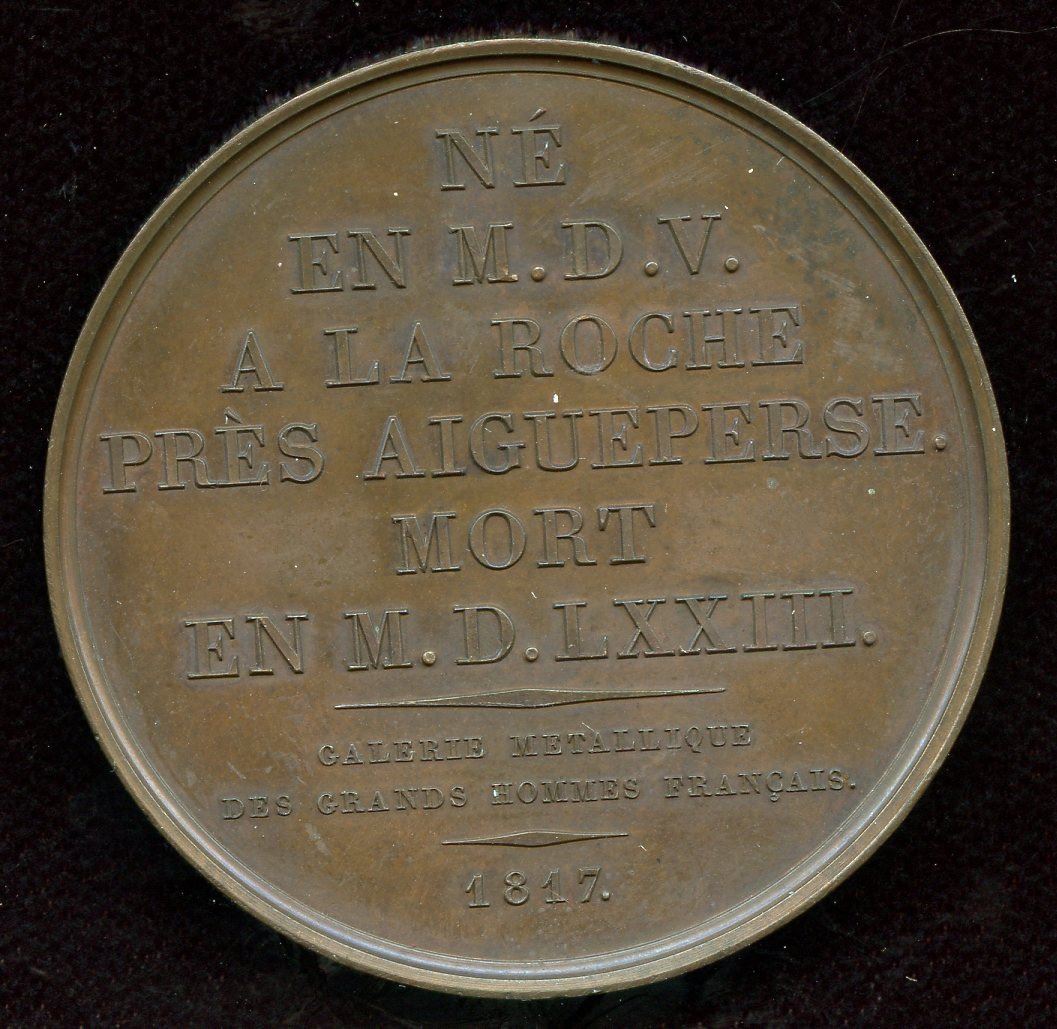 NÉ
EN M.D.V.
A LA ROCHE
PRÈS AIGUEPERSE.
MORT
EN M.D.LXXIII.
GALERIE METALLIQUE
DES GRANDS HOMMES FRANÇAIS.
1817.